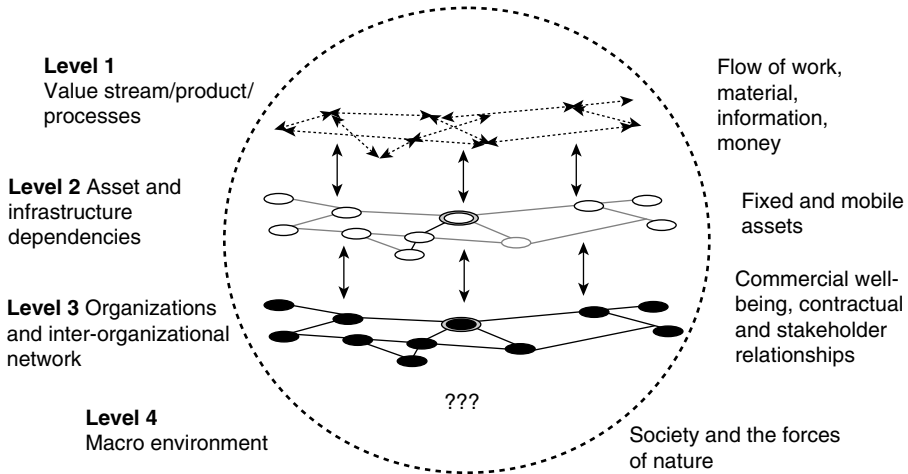 Level 1
Value stream/product/
processes
Flow of work,
material,
information,
money
Level 2 Asset and
infrastructure
dependencies
Fixed and mobile
assets
Level 3 Organizations
and inter-organizational
network
Commercial well-
being, contractual
and stakeholder
relationships
???
Level 4
Macro environment
Society and the forces
of nature